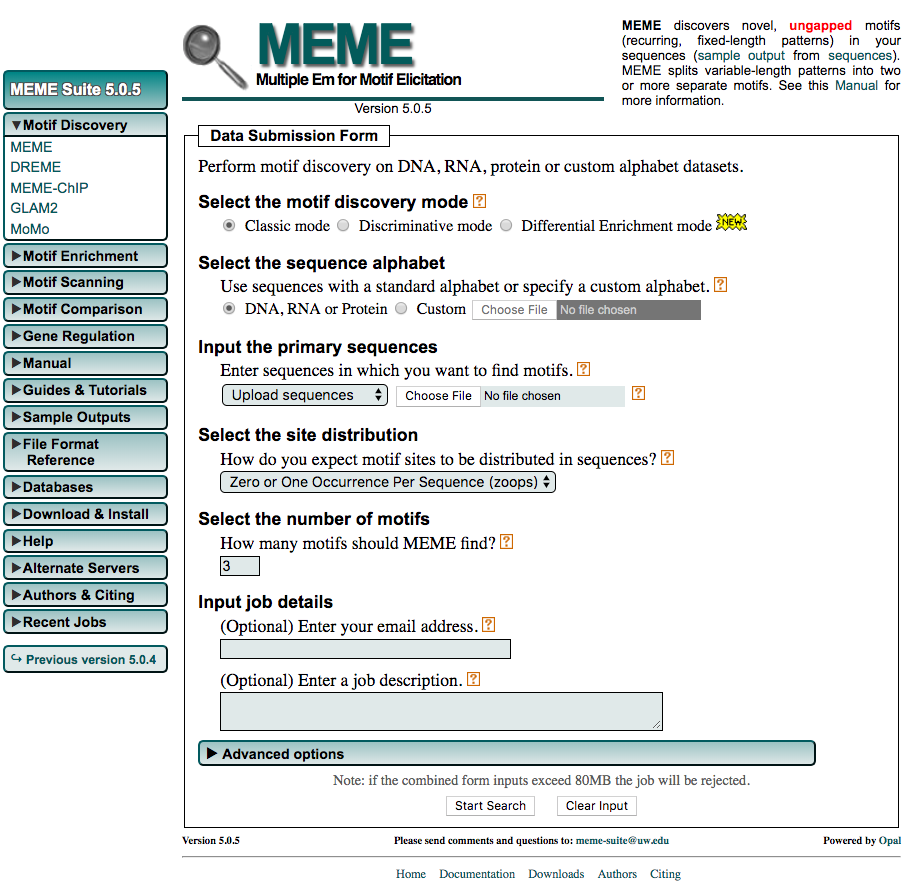 MEME Suite 5.0.5
▼Motif Discovery
MEME
DREME
MEME-ChIP
GLAM2
MoMo
►Motif Enrichment
►Motif Scanning
►Motif Comparison
►Gene Regulation
►Manual
►Guides & Tutorials
►Sample Outputs
►File Format
Reference
►Databases
►Download & Install
►Help
►Alternate Servers
►Authors & Citing
►Recent Jobs
↪ Previous version 5.0.4
MEME
Multiple Em for Motif Elicitation
Version 5.0.5
MEME discovers novel, ungapped motifs
(recurring, fixed-length patterns) in your
sequences (sample output from sequences).
MEME splits variable-length patterns into two
or more separate motifs. See this Manual for
more information.
Data Submission Form
Perform motif discovery on DNA, RNA, protein or custom alphabet datasets.
Select the motif discovery mode ?
Classic mode Discriminative mode Differential Enrichment mode NEW
Select the sequence alphabet
Use sequences with a standard alphabet or specify a custom alphabet. ?
DNA, RNA or Protein Custom Choose File No file chosen
Input the primary sequences
Enter sequences in which you want to find motifs. ?
Upload sequences Choose File No file chosen ?
Select the site distribution
How do you expect motif sites to be distributed in sequences? ?
Zero or One Occurrence Per Sequence (zoops)
Select the number of motifs
How many motifs should MEME find? ?
3
Input job details
(Optional) Enter your email address. ?
(Optional) Enter a job description. ?
► Advanced options
Note: if the combined form inputs exceed 80MB the job will be rejected.
Start Search Clear Input
Version 5.0.5 Please send comments and questions to: meme-suite@uw.edu Powered by Opal
Home Documentation Downloads Authors Citing